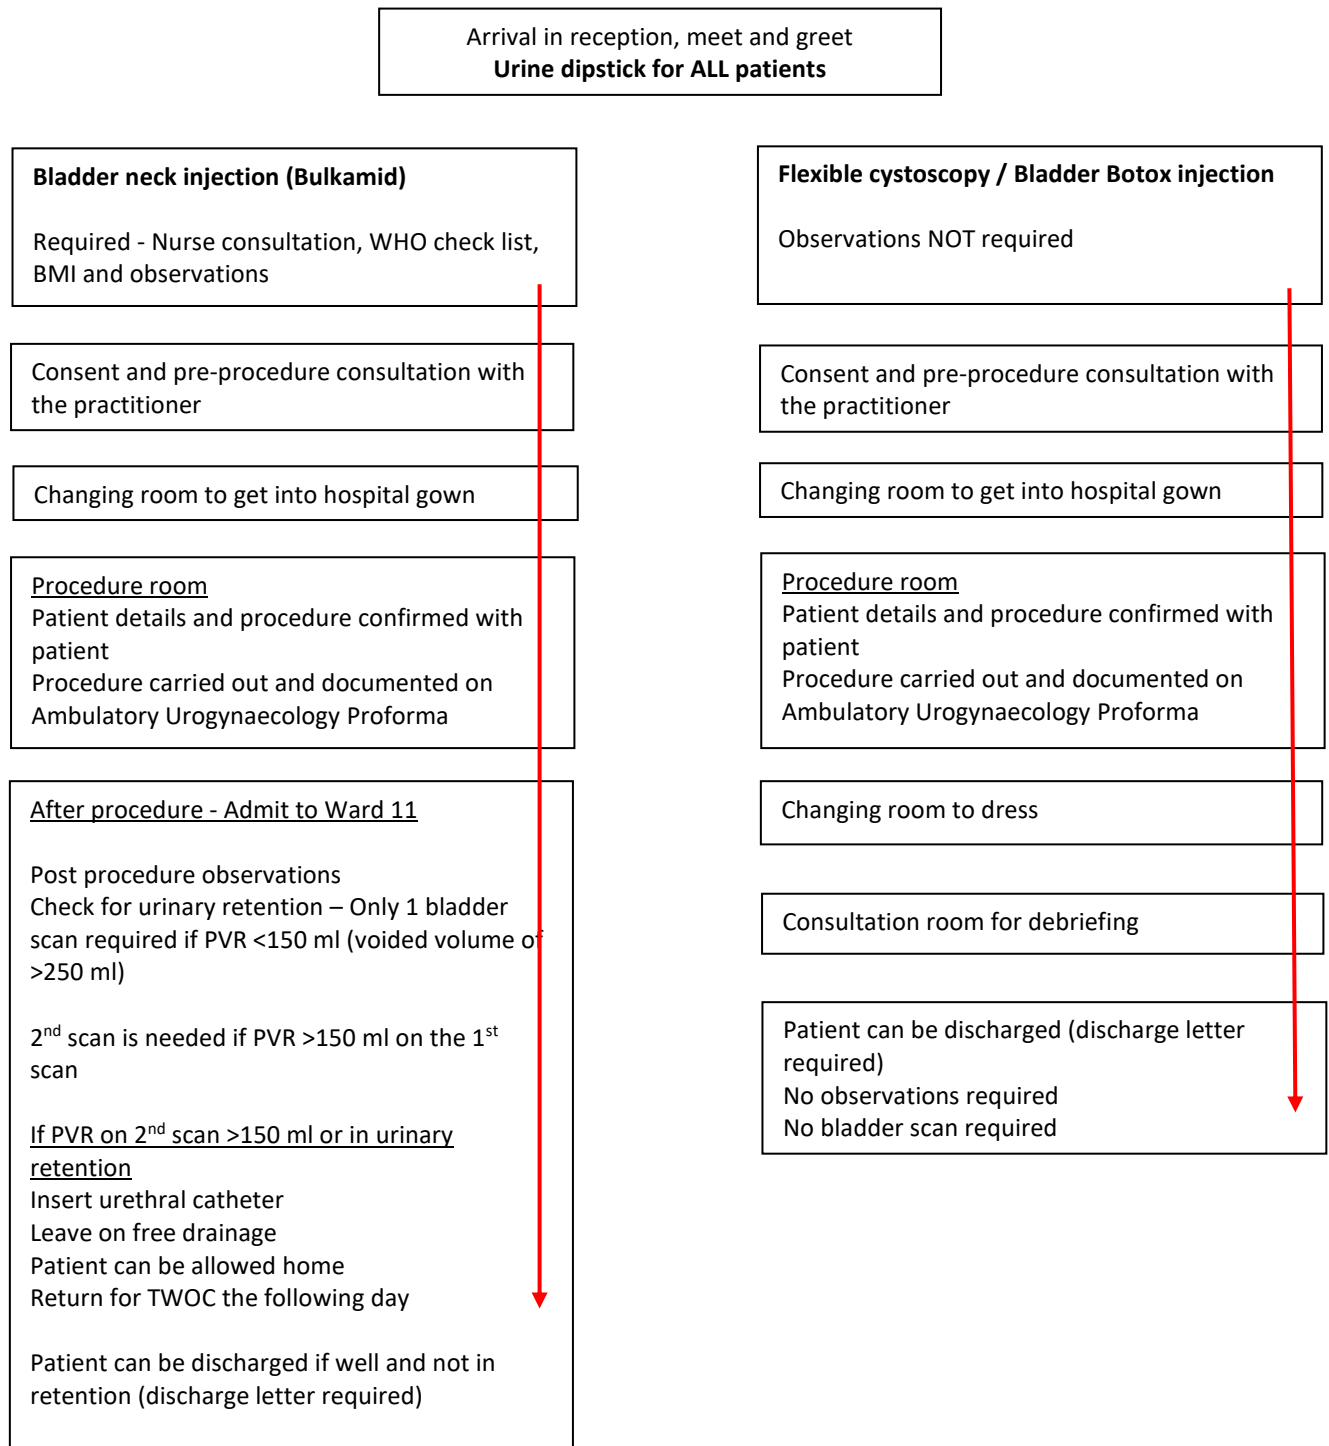 Arrival in reception, meet and greet
Urine dipstick for ALL patients
Bladder neck injection (Bulkamid)
Required - Nurse consultation, WHO check list,
BMI and observations
Consent and pre-procedure consultation with
the practitioner
Changing room to get into hospital gown
Procedure room
Patient details and procedure confirmed with
patient
Procedure carried out and documented on
Ambulatory Urogynaecology Proforma
After procedure - Admit to Ward 11
Post procedure observations
Check for urinary retention – Only 1 bladder
scan required if PVR <150 ml (voided volume of
>250 ml)
2nd scan is needed if PVR >150 ml on the 1st
scan
If PVR on 2nd scan >150 ml or in urinary
retention
Insert urethral catheter
Leave on free drainage
Patient can be allowed home
Return for TWOC the following day
Patient can be discharged if well and not in
retention (discharge letter required)
Flexible cystoscopy / Bladder Botox injection
Observations NOT required
Consent and pre-procedure consultation with
the practitioner
Changing room to get into hospital gown
Procedure room
Patient details and procedure confirmed with
patient
Procedure carried out and documented on
Ambulatory Urogynaecology Proforma
Changing room to dress
Consultation room for debriefing
Patient can be discharged (discharge letter
required)
No observations required
No bladder scan required